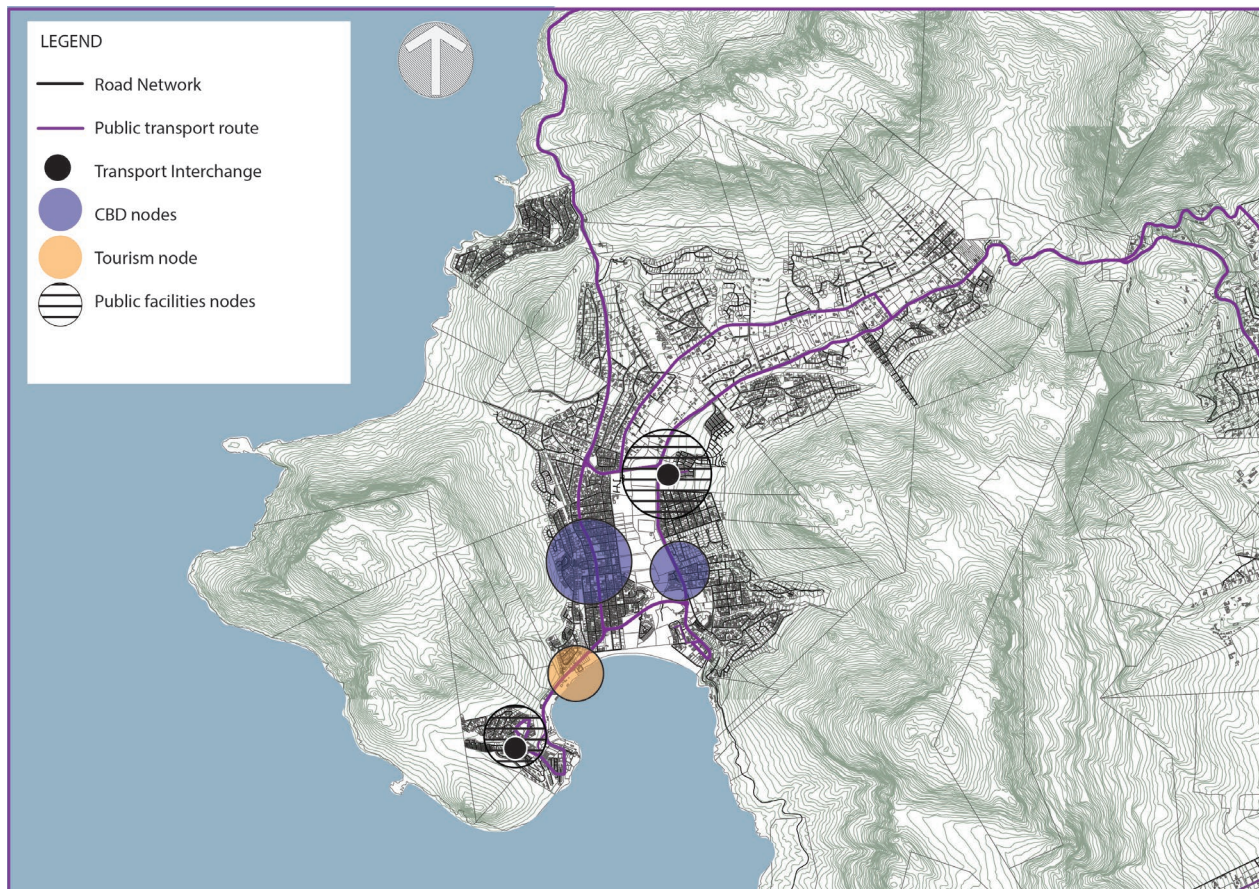 LEGEND
Road Network
Public transport route
Transport Interchange
CBD nodes
Tourism node
Public facilities nodes